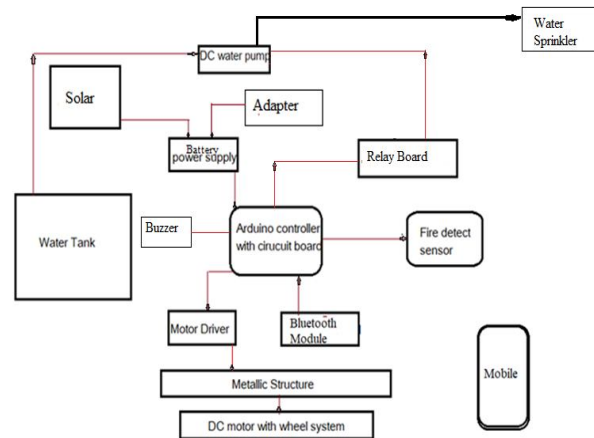 Water
Sprinkler
DC water pump
Solar
Adapter
Battery
power supply
Relay Board
Water Tank
Buzzer
Arduino controller
with cirucuit board
Fire detect
sensor
Motor Driver
Bluetooth
Module
Metallic Structure
Mobile
DC motor with wheel system